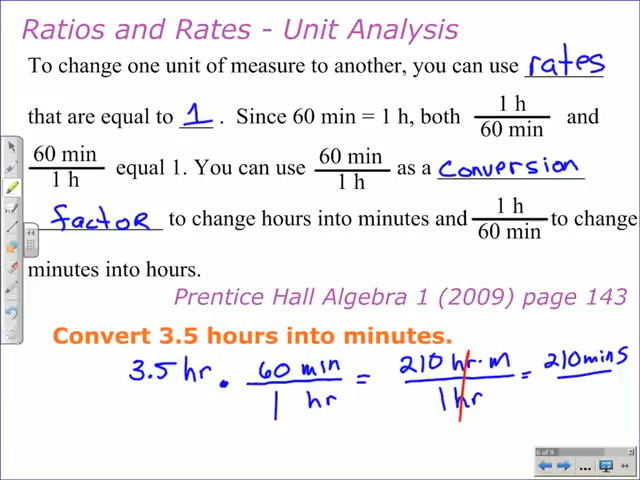 Ratios and Rates - Unit Analysis
To change one unit of measure to another, you can use rates
that are equal to 1 . Since 60 min = 1 h, both 1 h / 60 min and
60 min / 1 h equal 1. You can use 60 min / 1 h as a conversion
factor to change hours into minutes and 1 h / 60 min to change
minutes into hours.
Prentice Hall Algebra 1 (2009) page 143
Convert 3.5 hours into minutes.
3.5 hr · 60 min / 1 hr = 210 hr·m / 1 hr = 210 mins
6 of 9